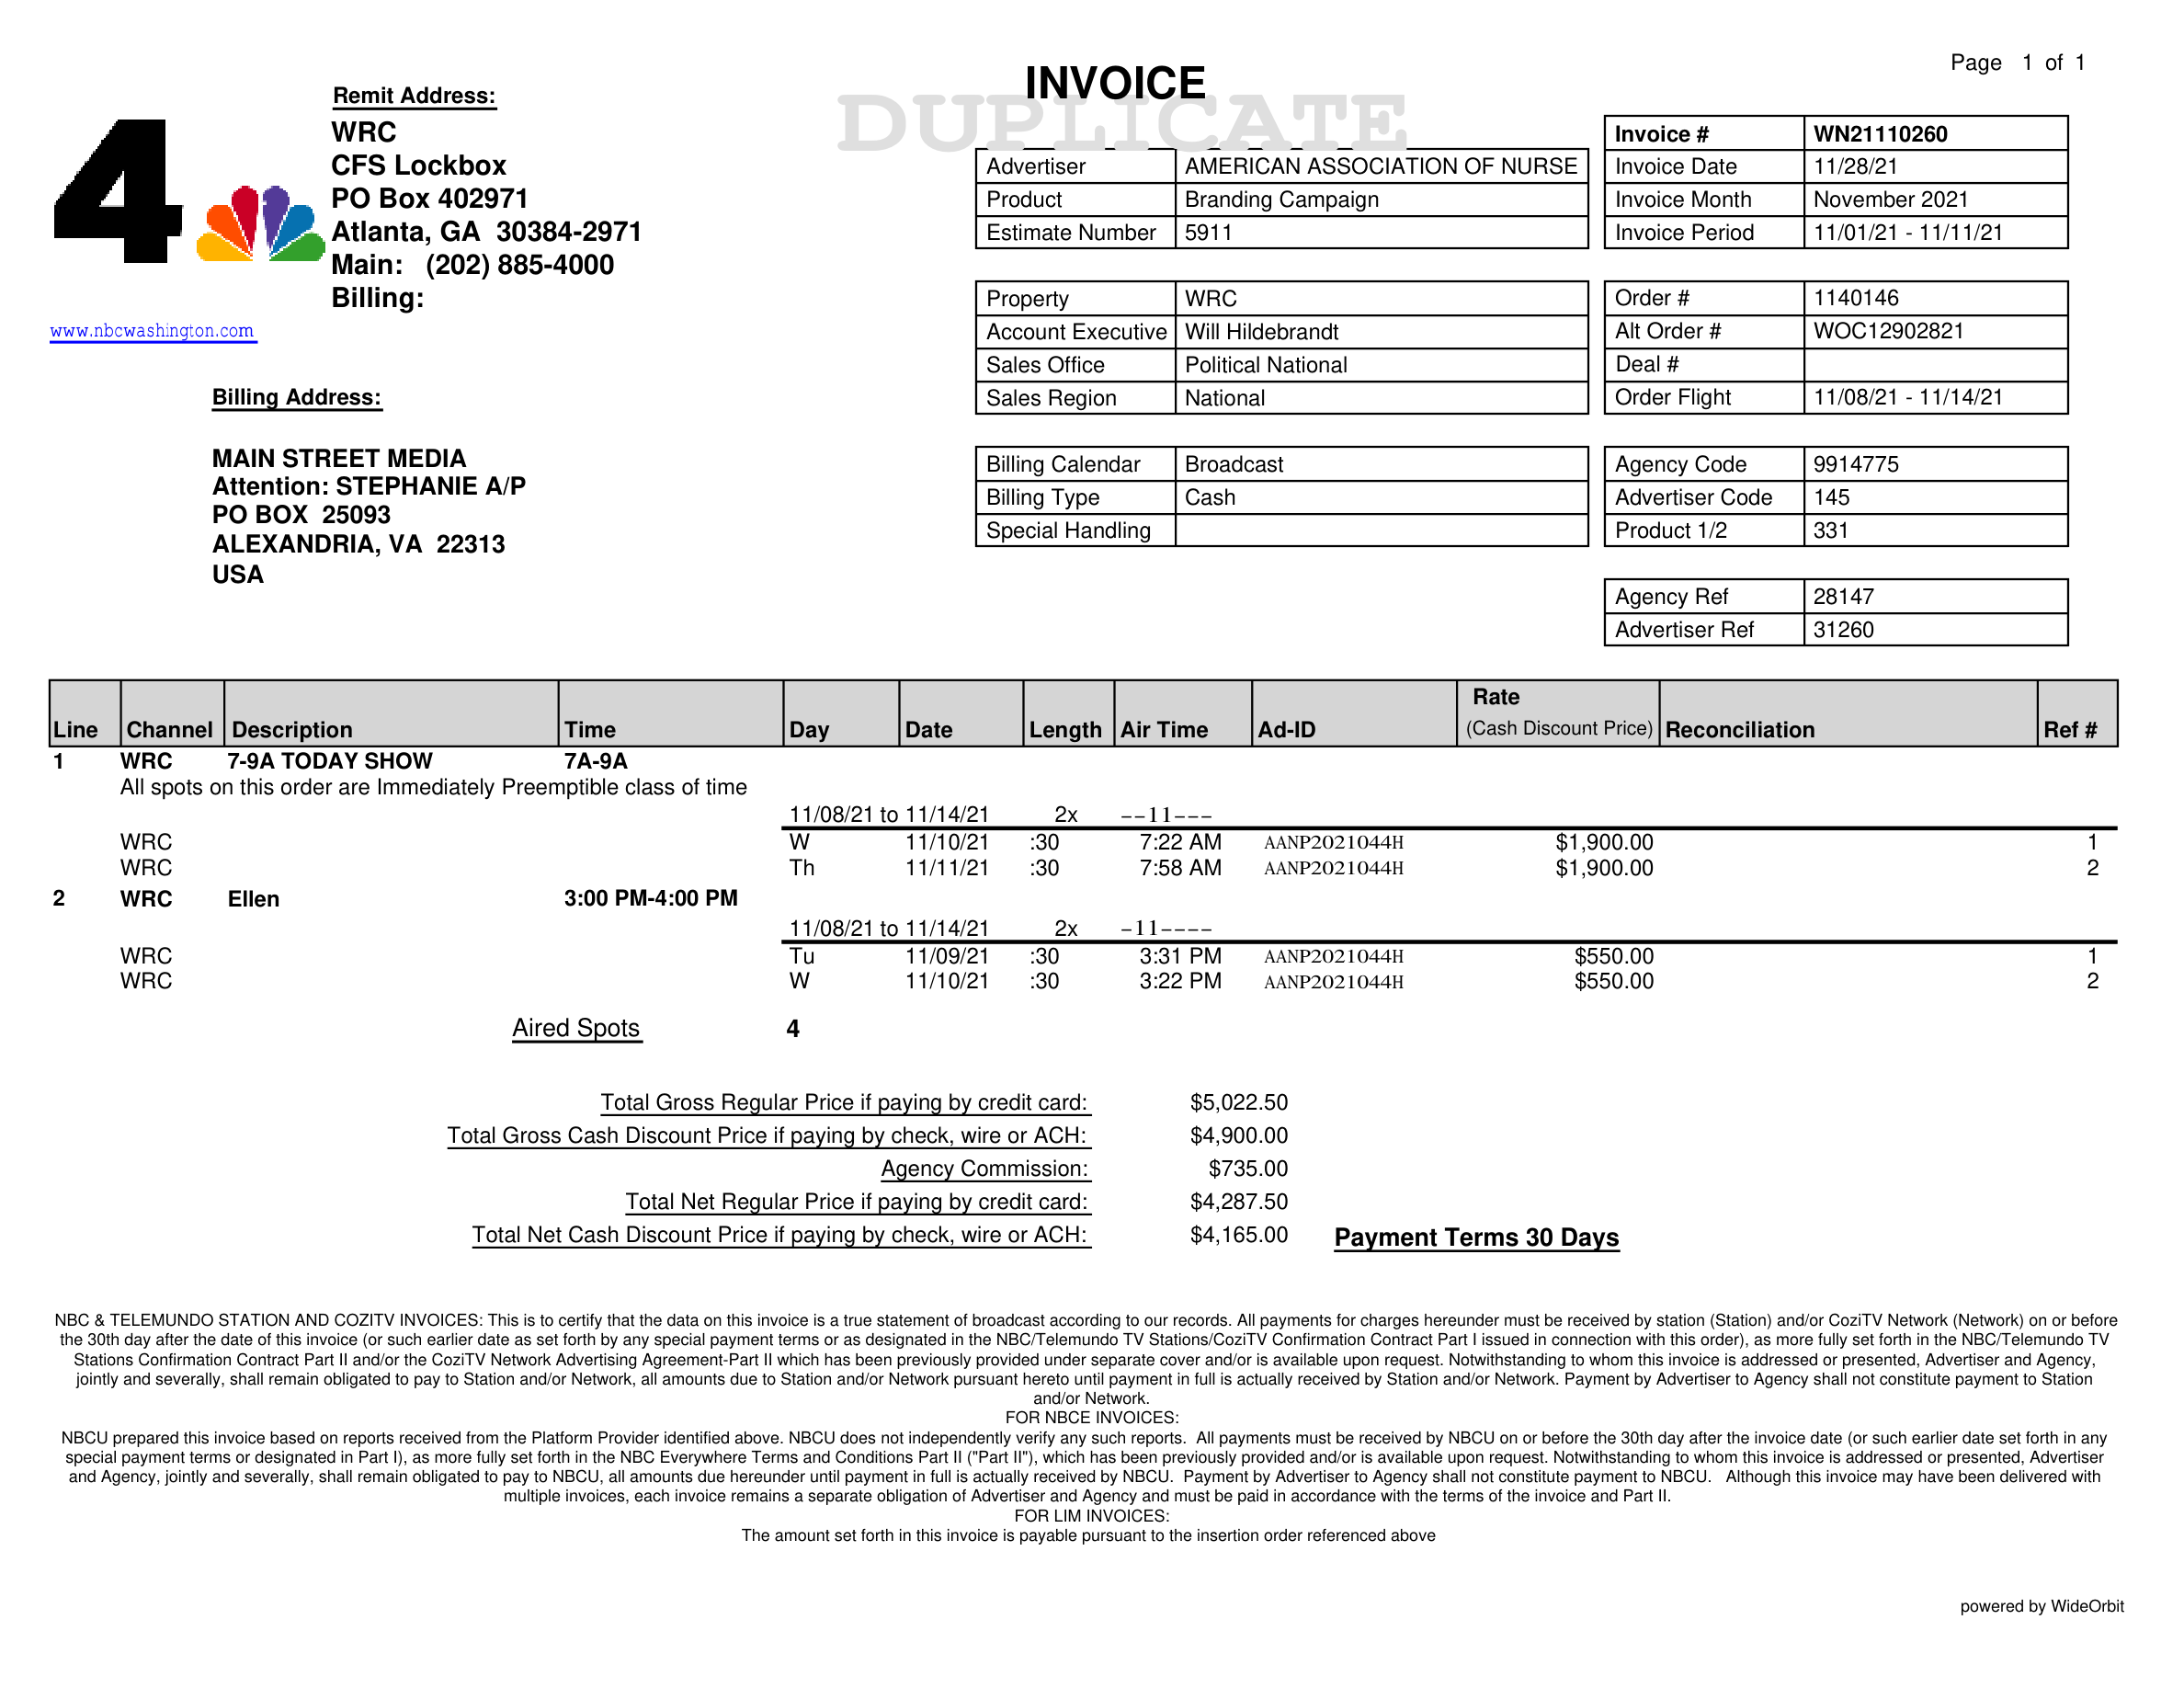 Page 1 of 1
INVOICE
DUPLICATE
Remit Address:
4
WRC
CFS Lockbox
PO Box 402971
Atlanta, GA 30384-2971
Main: (202) 885-4000
Billing:
www.nbcwashington.com
Billing Address:
MAIN STREET MEDIA
Attention: STEPHANIE A/P
PO BOX 25093
ALEXANDRIA, VA 22313
USA
Advertiser AMERICAN ASSOCIATION OF NURSE
Product Branding Campaign
Estimate Number 5911
Property WRC
Account Executive Will Hildebrandt
Sales Office Political National
Sales Region National
Billing Calendar Broadcast
Billing Type Cash
Special Handling
Invoice # WN21110260
Invoice Date 11/28/21
Invoice Month November 2021
Invoice Period 11/01/21 - 11/11/21
Order # 1140146
Alt Order # WOC12902821
Deal #
Order Flight 11/08/21 - 11/14/21
Agency Code 9914775
Advertiser Code 145
Product 1/2 331
Agency Ref 28147
Advertiser Ref 31260
Line Channel Description Time Day Date Length Air Time Ad-ID Rate (Cash Discount Price) Reconciliation Ref #
1 WRC 7-9A TODAY SHOW 7A-9A
All spots on this order are Immediately Preemptible class of time
11/08/21 to 11/14/21 2x --11---
WRC W 11/10/21 :30 7:22 AM AANP2021044H $1,900.00 1
WRC Th 11/11/21 :30 7:58 AM AANP2021044H $1,900.00 2
2 WRC Ellen 3:00 PM-4:00 PM
11/08/21 to 11/14/21 2x -11----
WRC Tu 11/09/21 :30 3:31 PM AANP2021044H $550.00 1
WRC W 11/10/21 :30 3:22 PM AANP2021044H $550.00 2
Aired Spots 4
Total Gross Regular Price if paying by credit card: $5,022.50
Total Gross Cash Discount Price if paying by check, wire or ACH: $4,900.00
Agency Commission: $735.00
Total Net Regular Price if paying by credit card: $4,287.50
Total Net Cash Discount Price if paying by check, wire or ACH: $4,165.00 Payment Terms 30 Days
NBC & TELEMUNDO STATION AND COZITV INVOICES: This is to certify that the data on this invoice is a true statement of broadcast according to our records. All payments for charges hereunder must be received by station (Station) and/or CoziTV Network (Network) on or before
the 30th day after the date of this invoice (or such earlier date as set forth by any special payment terms or as designated in the NBC/Telemundo TV Stations/CoziTV Confirmation Contract Part I issued in connection with this order), as more fully set forth in the NBC/Telemundo TV
Stations Confirmation Contract Part II and/or the CoziTV Network Advertising Agreement-Part II which has been previously provided under separate cover and/or is available upon request. Notwithstanding to whom this invoice is addressed or presented, Advertiser and Agency,
jointly and severally, shall remain obligated to pay to Station and/or Network, all amounts due to Station and/or Network pursuant hereto until payment in full is actually received by Station and/or Network. Payment by Advertiser to Agency shall not constitute payment to Station
and/or Network.
FOR NBCE INVOICES:
NBCU prepared this invoice based on reports received from the Platform Provider identified above. NBCU does not independently verify any such reports. All payments must be received by NBCU on or before the 30th day after the invoice date (or such earlier date set forth in any
special payment terms or designated in Part I), as more fully set forth in the NBC Everywhere Terms and Conditions Part II ("Part II"), which has been previously provided and/or is available upon request. Notwithstanding to whom this invoice is addressed or presented, Advertiser
and Agency, jointly and severally, shall remain obligated to pay to NBCU, all amounts due hereunder until payment in full is actually received by NBCU. Payment by Advertiser to Agency shall not constitute payment to NBCU. Although this invoice may have been delivered with
multiple invoices, each invoice remains a separate obligation of Advertiser and Agency and must be paid in accordance with the terms of the invoice and Part II.
FOR LIM INVOICES:
The amount set forth in this invoice is payable pursuant to the insertion order referenced above
powered by WideOrbit